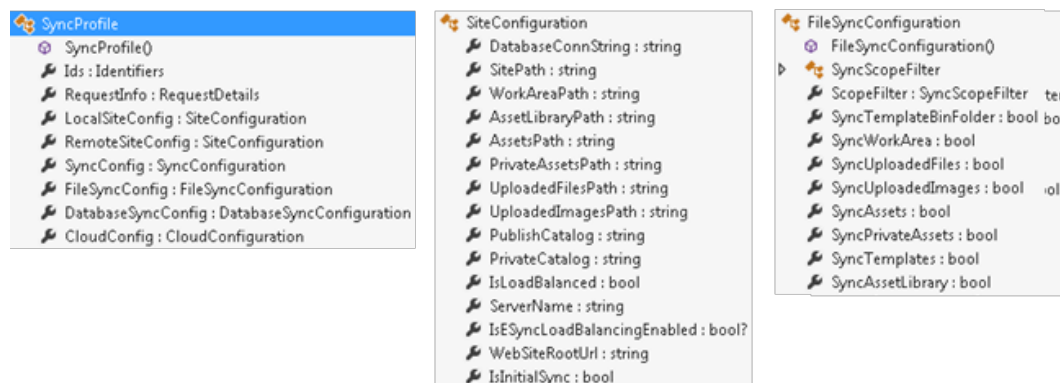 SyncProfile
SyncProfile()
Ids : Identifiers
RequestInfo : RequestDetails
LocalSiteConfig : SiteConfiguration
RemoteSiteConfig : SiteConfiguration
SyncConfig : SyncConfiguration
FileSyncConfig : FileSyncConfiguration
DatabaseSyncConfig : DatabaseSyncConfiguration
CloudConfig : CloudConfiguration
SiteConfiguration
DatabaseConnString : string
SitePath : string
WorkAreaPath : string
AssetLibraryPath : string
AssetsPath : string
PrivateAssetsPath : string
UploadedFilesPath : string
UploadedImagesPath : string
PublishCatalog : string
PrivateCatalog : string
IsLoadBalanced : bool
ServerName : string
IsESyncLoadBalancingEnabled : bool?
WebSiteRootUrl : string
IsInitialSync : bool
FileSyncConfiguration
FileSyncConfiguration()
SyncScopeFilter
ScopeFilter : SyncScopeFilter
SyncTemplateBinFolder : bool
SyncWorkArea : bool
SyncUploadedFiles : bool
SyncUploadedImages : bool
SyncAssets : bool
SyncPrivateAssets : bool
SyncTemplates : bool
SyncAssetLibrary : bool